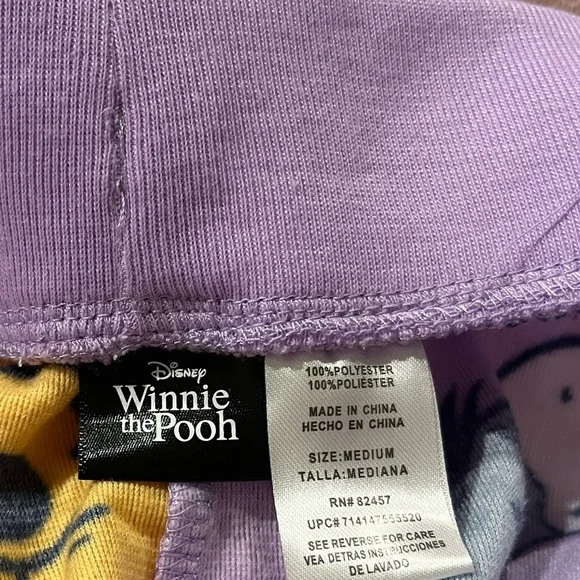 Disney
Winnie
the Pooh
100%POLYESTER
100%POLIÉSTER
MADE IN CHINA
HECHO EN CHINA
SIZE:MEDIUM
TALLA:MEDIANA
RN# 82457
UPC# 714147555520
SEE REVERSE FOR CARE
VEA DETRAS INSTRUCCIONES
DE LAVADO